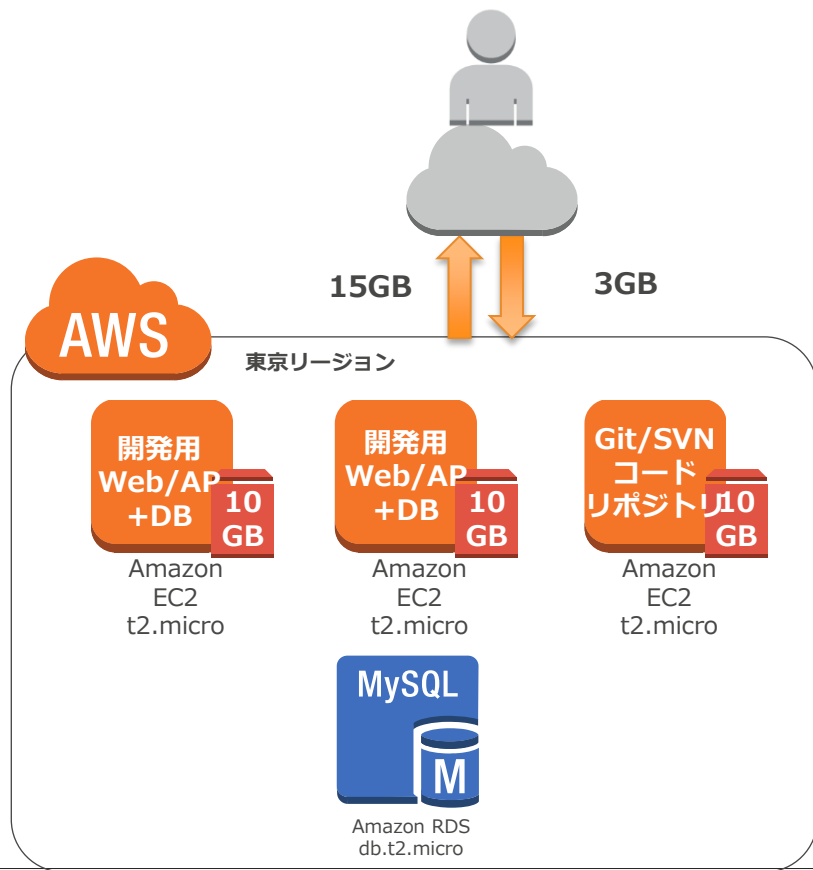 15GB
3GB
AWS
東京リージョン
開発用
Web/AP
+DB
10
GB
Amazon
EC2
t2.micro
開発用
Web/AP
+DB
10
GB
Amazon
EC2
t2.micro
Git/SVN
コード
リポジトリ
10
GB
Amazon
EC2
t2.micro
MySQL
M
Amazon RDS
db.t2.micro